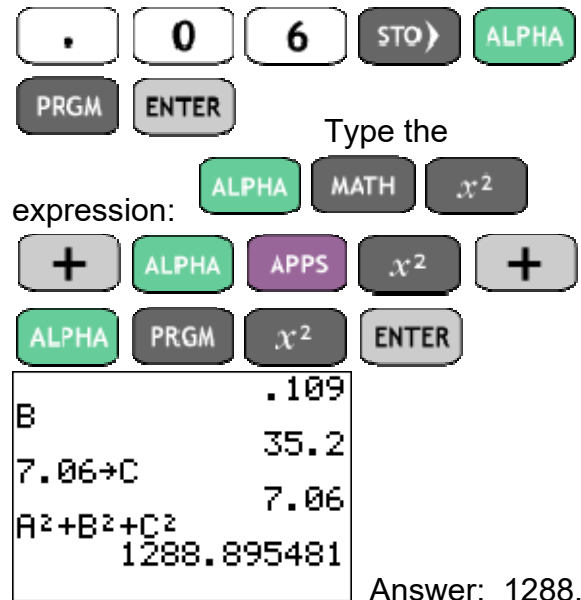 . 0 6 STO) ALPHA
PRGM ENTER
Type the
expression: ALPHA MATH x²
+ ALPHA APPS x² +
ALPHA PRGM x² ENTER
.109
B
35.2
7.06→C
7.06
A²+B²+C²
1288.895481
Answer: 1288.